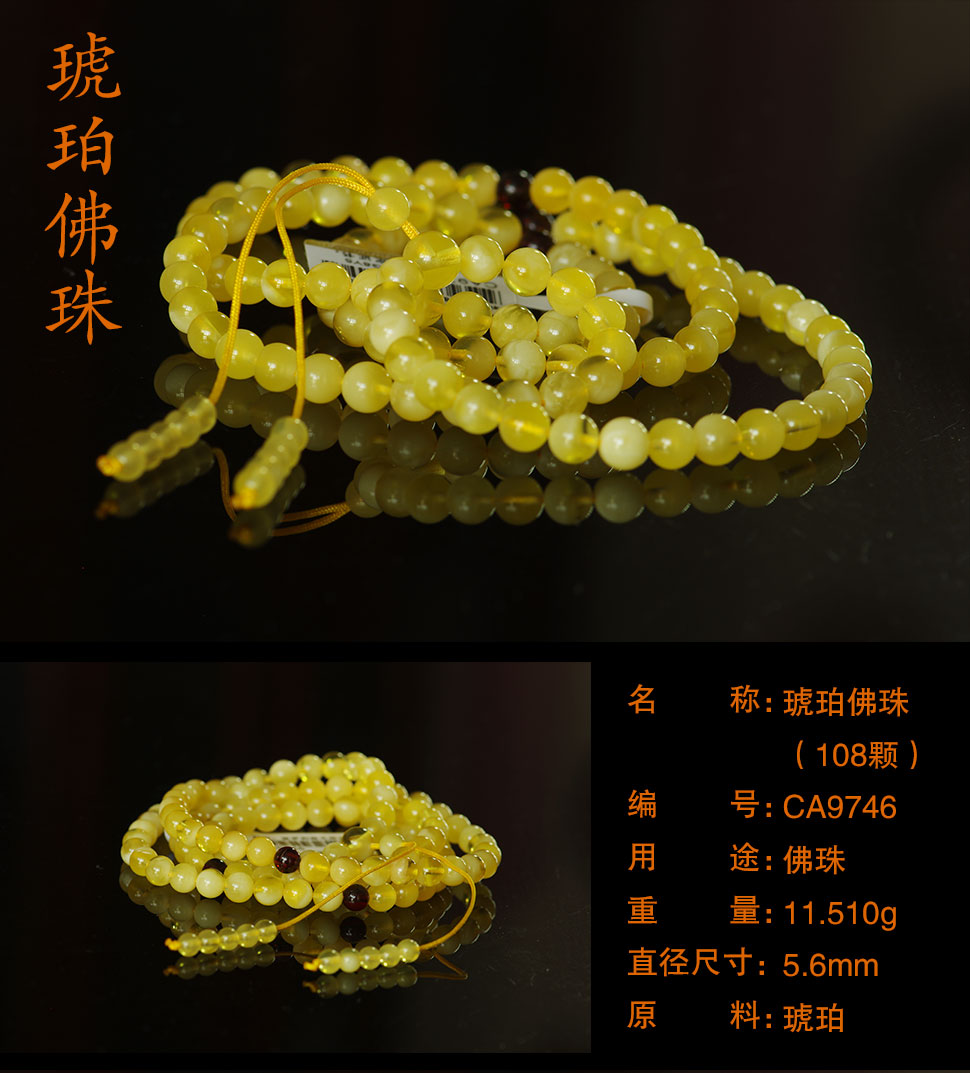 琥珀佛珠
名称：琥珀佛珠
（108颗）
编号：CA9746
用途：佛珠
重量：11.510g
直径尺寸：5.6mm
原料：琥珀